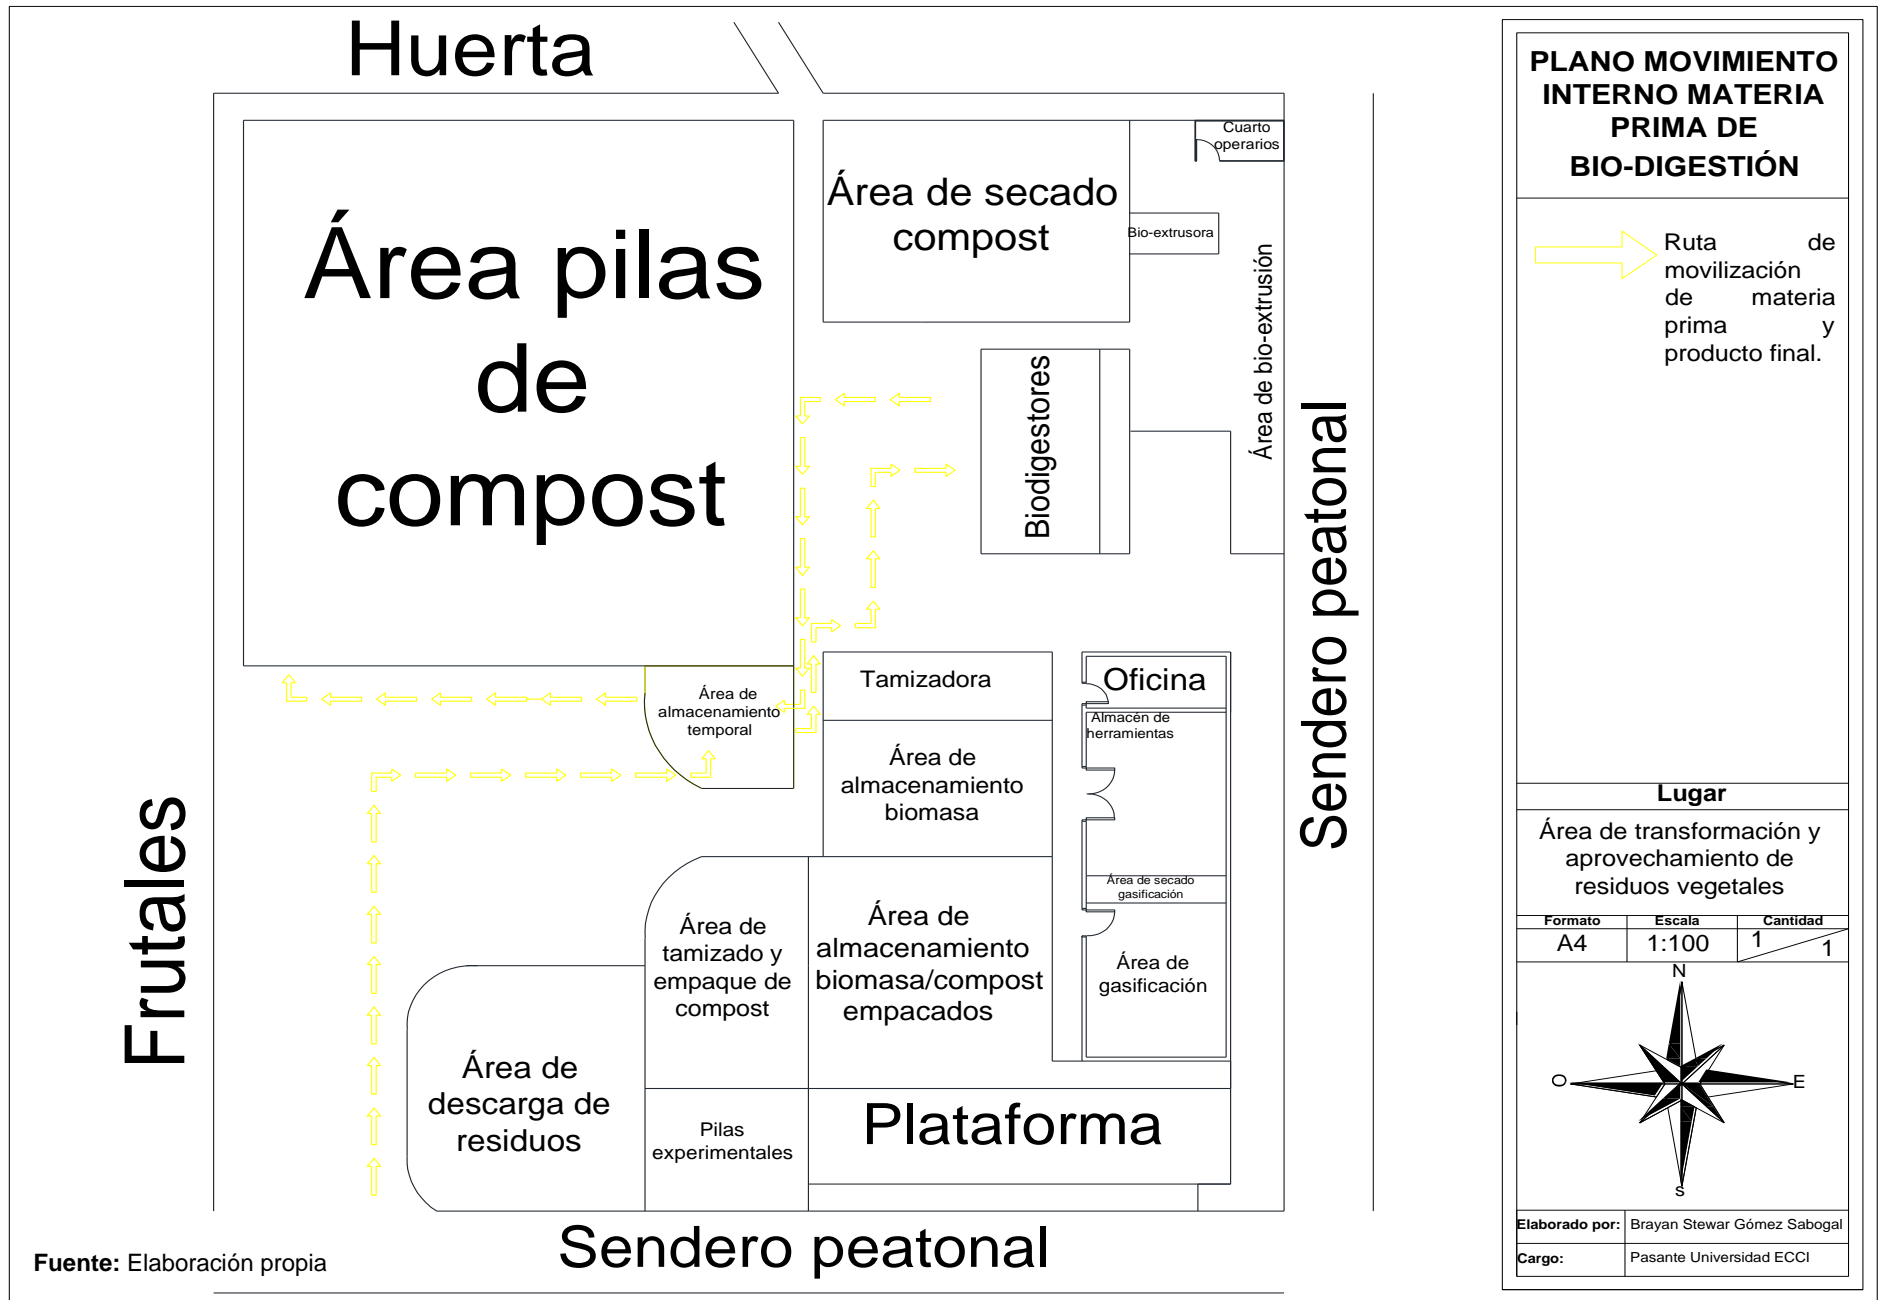 Huerta
Área pilas
de
compost
Área de secado
compost
Cuarto
operarios
Bio-extrusora
Área de bio-extrusión
Biodigestores
Sendero peatonal
Área de
almacenamiento
temporal
Tamizadora
Oficina
Almacén de
herramientas
Área de
almacenamiento
biomasa
Área de secado
gasificación
Área de
gasificación
Área de
tamizado y
empaque de
compost
Área de
almacenamiento
biomasa/compost
empacados
Frutales
Área de
descarga de
residuos
Pilas
experimentales
Plataforma
Sendero peatonal
Fuente: Elaboración propia
PLANO MOVIMIENTO
INTERNO MATERIA
PRIMA DE
BIO-DIGESTIÓN
Ruta de
movilización
de materia
prima y
producto final.
Lugar
Área de transformación y
aprovechamiento de
residuos vegetales
Formato Escala Cantidad
A4 1:100 1 1
N
O E
s
Elaborado por: Brayan Stewar Gómez Sabogal
Cargo: Pasante Universidad ECCI